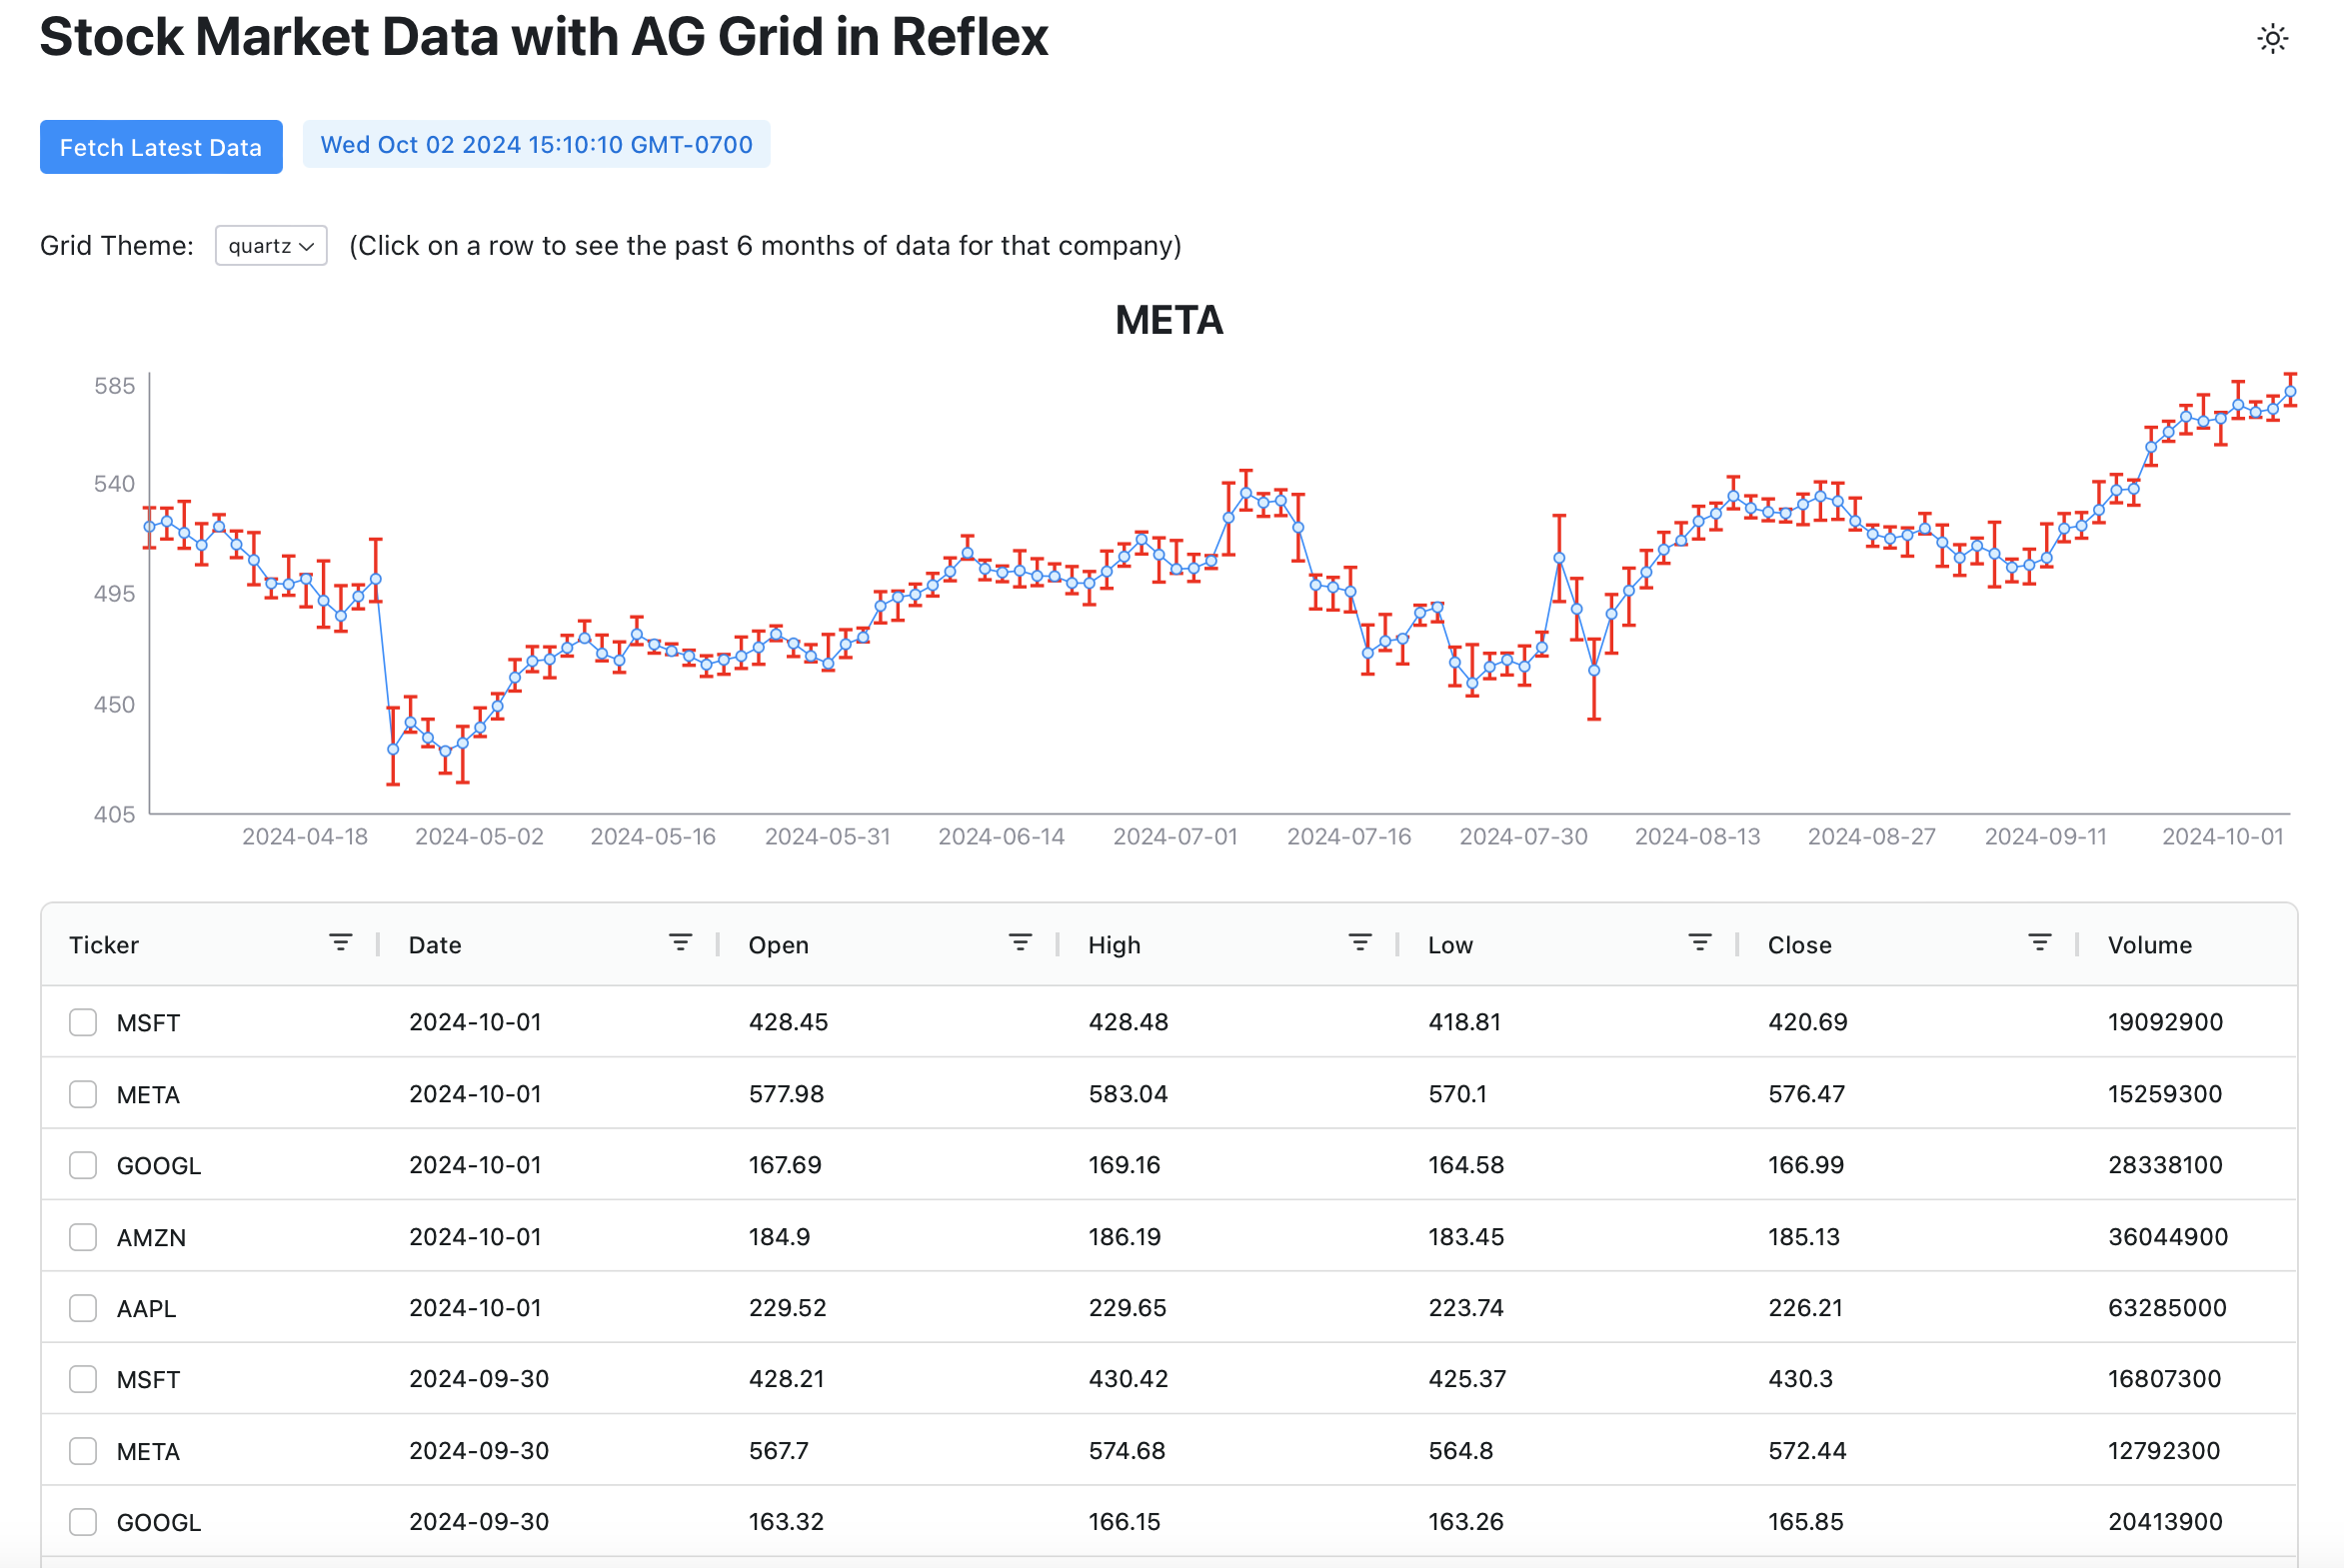 Stock Market Data with AG Grid in Reflex
Fetch Latest Data Wed Oct 02 2024 15:10:10 GMT-0700
Grid Theme: quartz (Click on a row to see the past 6 months of data for that company)
META
585
540
495
450
405
2024-04-18 2024-05-02 2024-05-16 2024-05-31 2024-06-14 2024-07-01 2024-07-16 2024-07-30 2024-08-13 2024-08-27 2024-09-11 2024-10-01
Ticker Date Open High Low Close Volume
MSFT 2024-10-01 428.45 428.48 418.81 420.69 19092900
META 2024-10-01 577.98 583.04 570.1 576.47 15259300
GOOGL 2024-10-01 167.69 169.16 164.58 166.99 28338100
AMZN 2024-10-01 184.9 186.19 183.45 185.13 36044900
AAPL 2024-10-01 229.52 229.65 223.74 226.21 63285000
MSFT 2024-09-30 428.21 430.42 425.37 430.3 16807300
META 2024-09-30 567.7 574.68 564.8 572.44 12792300
GOOGL 2024-09-30 163.32 166.15 163.26 165.85 20413900